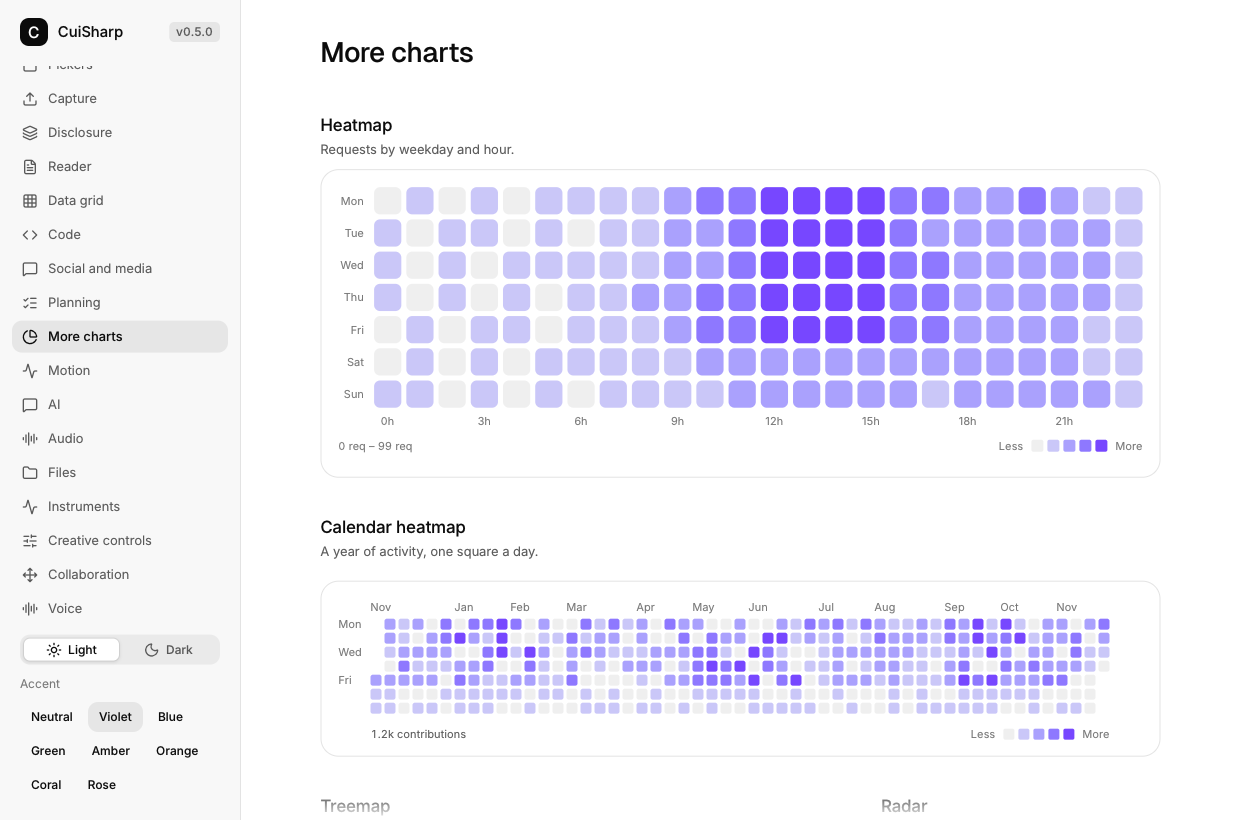 CuiSharp v0.5.0
Pickers
Capture
Disclosure
Reader
Data grid
Code
Social and media
Planning
More charts
Motion
AI
Audio
Files
Instruments
Creative controls
Collaboration
Voice
Light Dark
Accent
Neutral Violet Blue
Green Amber Orange
Coral Rose
More charts
Heatmap
Requests by weekday and hour.
Mon
Tue
Wed
Thu
Fri
Sat
Sun
0h 3h 6h 9h 12h 15h 18h 21h
0 req – 99 req Less More
Calendar heatmap
A year of activity, one square a day.
Nov Jan Feb Mar Apr May Jun Jul Aug Sep Oct Nov
Mon
Wed
Fri
1.2k contributions Less More
Treemap Radar